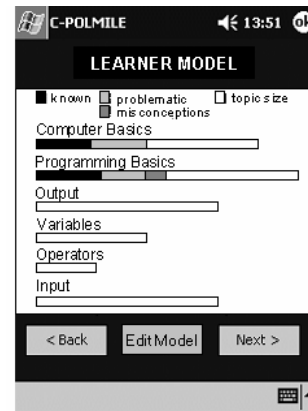 C-POLMILE 13:51 ok
LEARNER MODEL
known problematic topic size
misconceptions
Computer Basics
Programming Basics
Output
Variables
Operators
Input
< Back Edit Model Next >